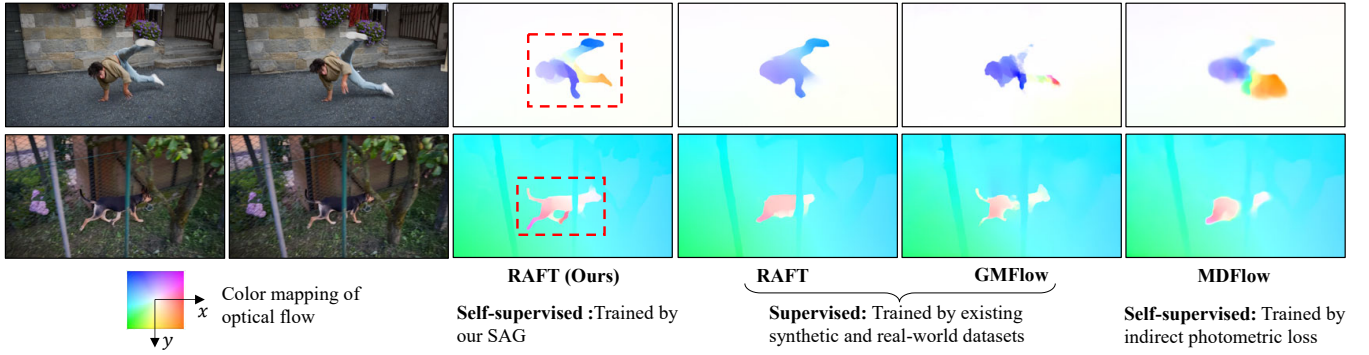 RAFT (Ours)
RAFT
GMFlow
MDFlow
x
y
Color mapping of
optical flow
Self-supervised :Trained by
our SAG
Supervised: Trained by existing
synthetic and real-world datasets
Self-supervised: Trained by
indirect photometric loss